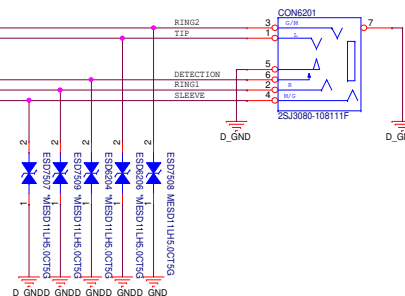 CON6201
RING2 3 G/M 7
TIP 1 L
5
DETECTION 6
RING1 2 R
SLEEVE 4 M/G
2SJ3080-108111F
D_GND
D_G
2 2 2 2 2
ESD7507 *MESD11LH5.0CT5G
ESD7509 *MESD11LH5.0CT5G
ESD6204 *MESD11LH5.0CT5G
ESD6206 *MESD11LH5.0CT5G
ESD7508 MESD11LH5.0CT5G
1 1 1 1 1
D_GND D_GND D_GND D_GND D_GND